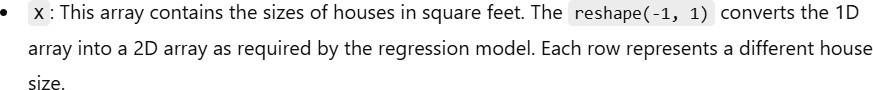 • X : This array contains the sizes of houses in square feet. The reshape(-1, 1) converts the 1D
array into a 2D array as required by the regression model. Each row represents a different house
size.